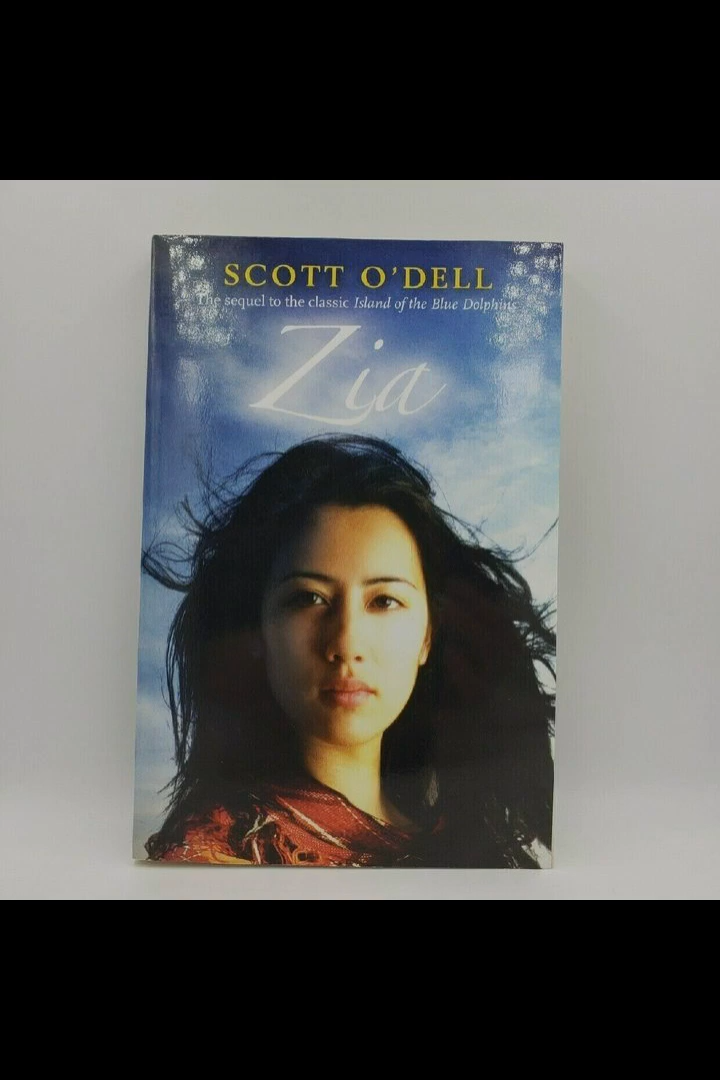 SCOTT O'DELL
The sequel to the classic Island of the Blue Dolphins
Zia